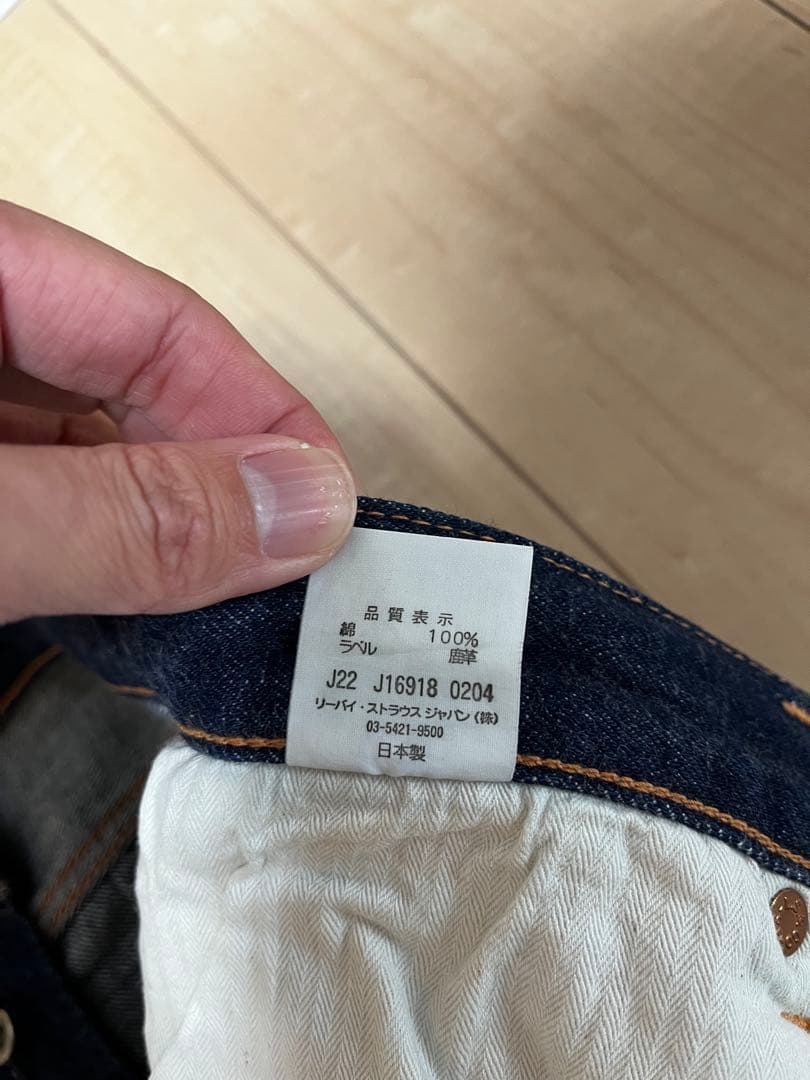 品質表示
綿 100%
ラベル 鹿革
J22 J16918 0204
リーバイ・ストラウス ジャパン(株)
03-5421-9500
日本製